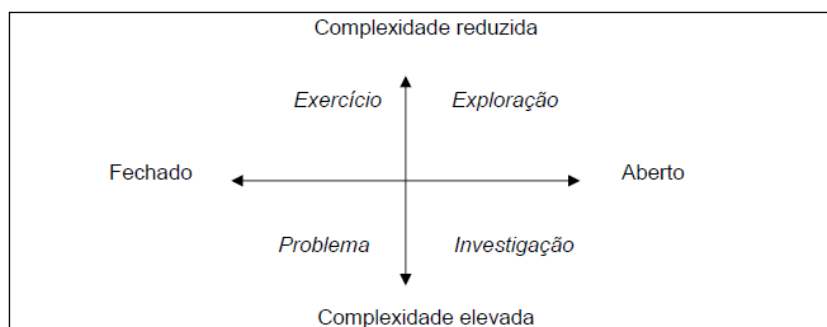 Complexidade reduzida
Exercício Exploração
Fechado Aberto
Problema Investigação
Complexidade elevada